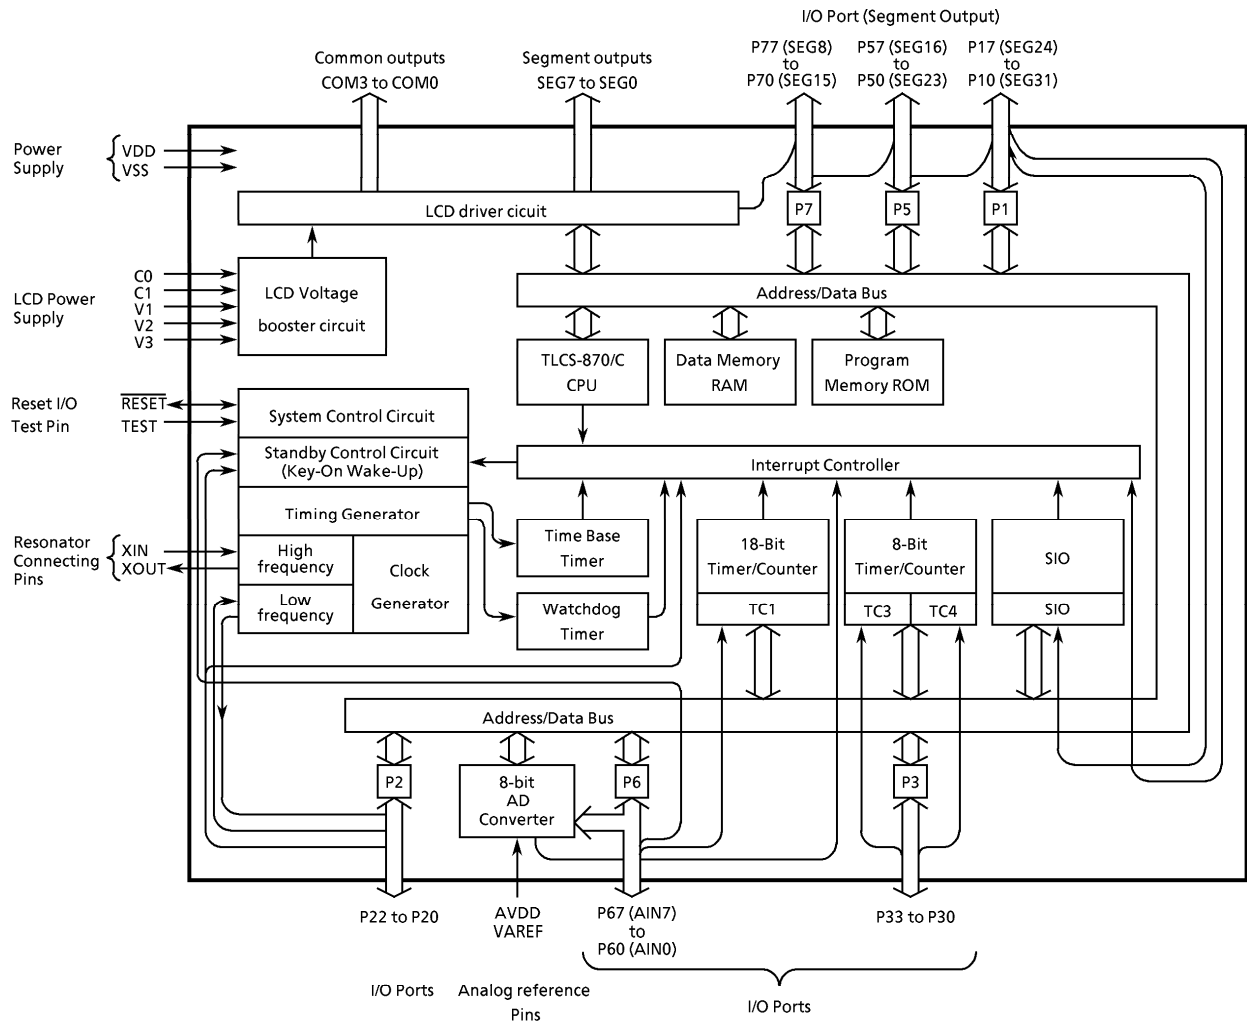 I/O Port (Segment Output)
Common outputs
COM3 to COM0
Segment outputs
SEG7 to SEG0
P77 (SEG8)
to
P70 (SEG15)
P57 (SEG16)
to
P50 (SEG23)
P17 (SEG24)
to
P10 (SEG31)
Power
Supply
VDD
VSS
LCD driver cicuit
P7
P5
P1
LCD Power
Supply
C0
C1
V1
V2
V3
LCD Voltage
booster circuit
Address/Data Bus
TLCS-870/C
CPU
Data Memory
RAM
Program
Memory ROM
Reset I/O
Test Pin
RESET
TEST
System Control Circuit
Standby Control Circuit
(Key-On Wake-Up)
Interrupt Controller
Timing Generator
Resonator
Connecting
Pins
XIN
XOUT
High
frequency
Low
frequency
Clock
Generator
Time Base
Timer
Watchdog
Timer
18-Bit
Timer/Counter
TC1
8-Bit
Timer/Counter
TC3
TC4
SIO
SIO
Address/Data Bus
P2
8-bit
AD
Converter
P6
P3
P22 to P20
AVDD
VAREF
P67 (AIN7)
to
P60 (AIN0)
P33 to P30
I/O Ports
Analog reference
Pins
I/O Ports